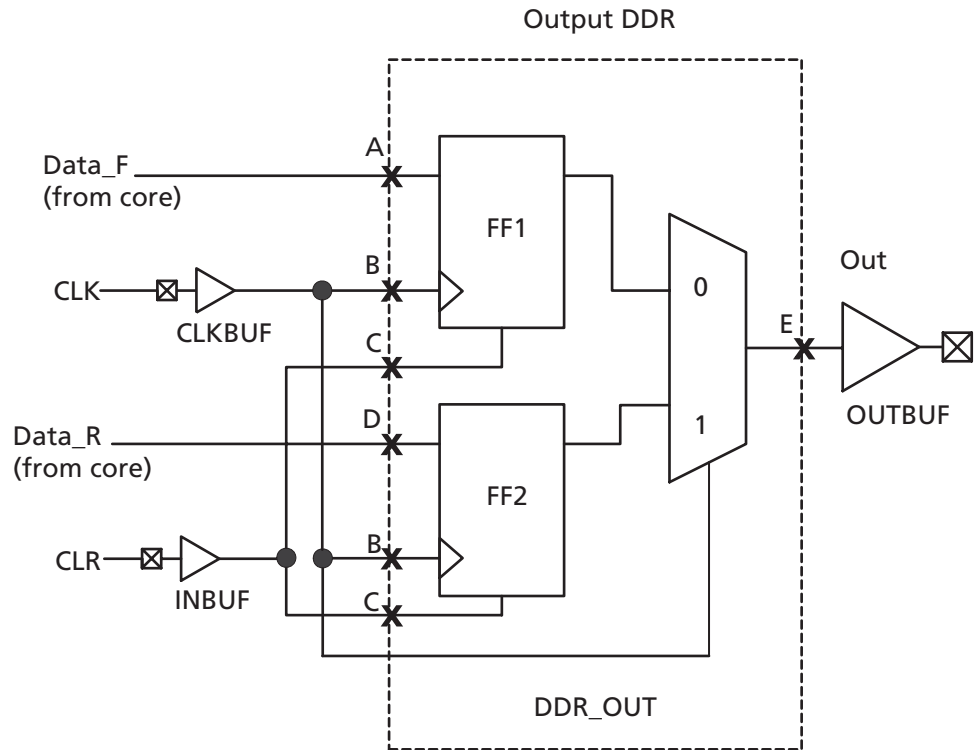 Output DDR
A
Data_F
(from core)
FF1
B
CLK
CLKBUF
0
Out
C
E
D
OUTBUF
Data_R
(from core)
1
FF2
B
CLR
INBUF
C
DDR_OUT